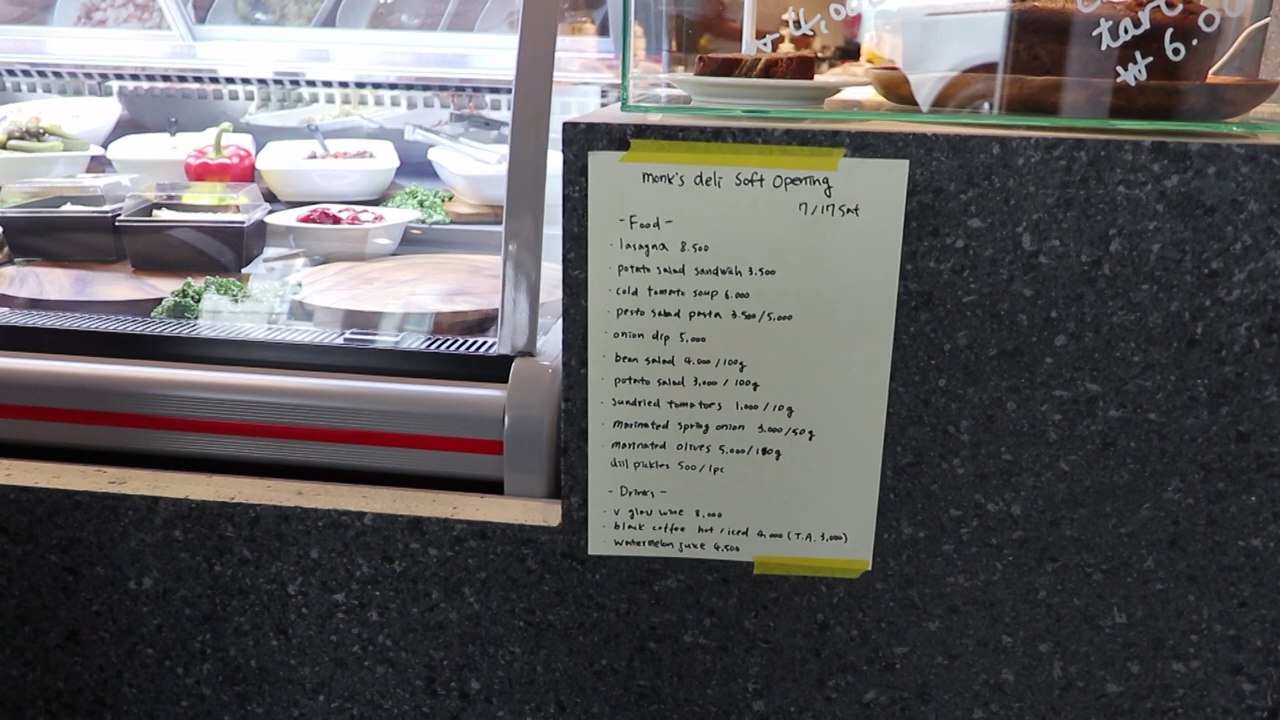 ₩ 4,000
tart
₩ 6.0
monk's deli Soft Opening
7/17 Sat
- Food -
· lasagna 8.500
· potato salad sandwich 3.500
· cold tomato soup 6.000
· pesto salad pasta 3.500/5,000
· onion dip 5,000
· bean salad 4.000/100g
· potato salad 3,000 / 100g
· sundried tomatoes 1,000/10g
· marinated spring onion 3.000/50g
· marinated olives 5.000/100g
dill pickles 500/1pc
- Drinks -
· v glou wine 8,000
· black coffee hot/iced 4,000 (T.A. 3,000)
· watermelon juice 4,500